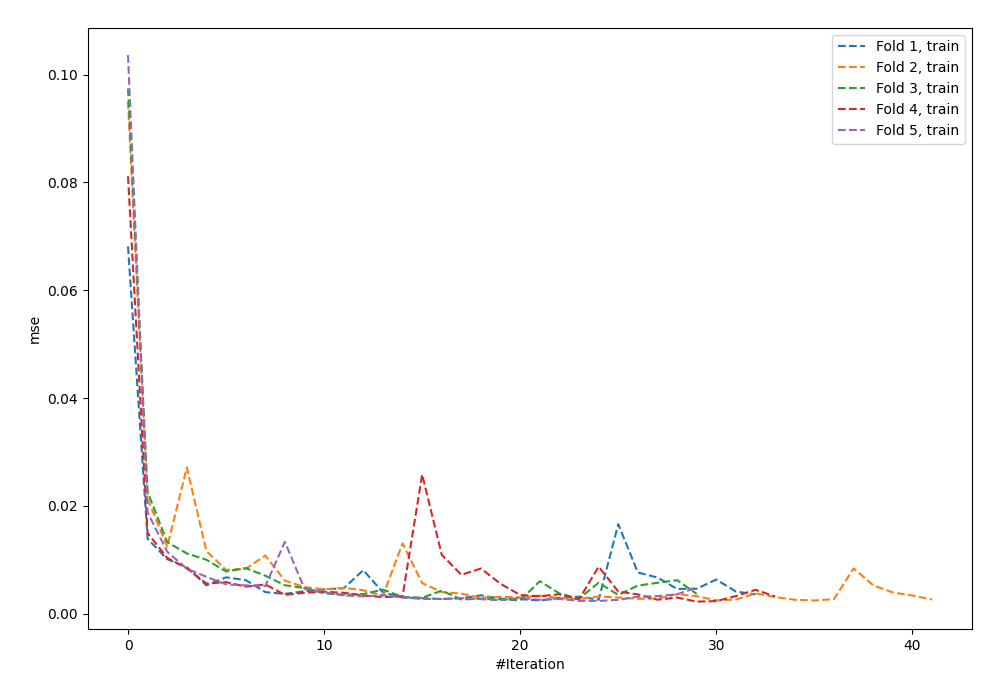 Fold 1, train
Fold 2, train
Fold 3, train
Fold 4, train
Fold 5, train
0.10
0.08
0.06
0.04
0.02
0.00
mse
0
10
20
30
40
#Iteration